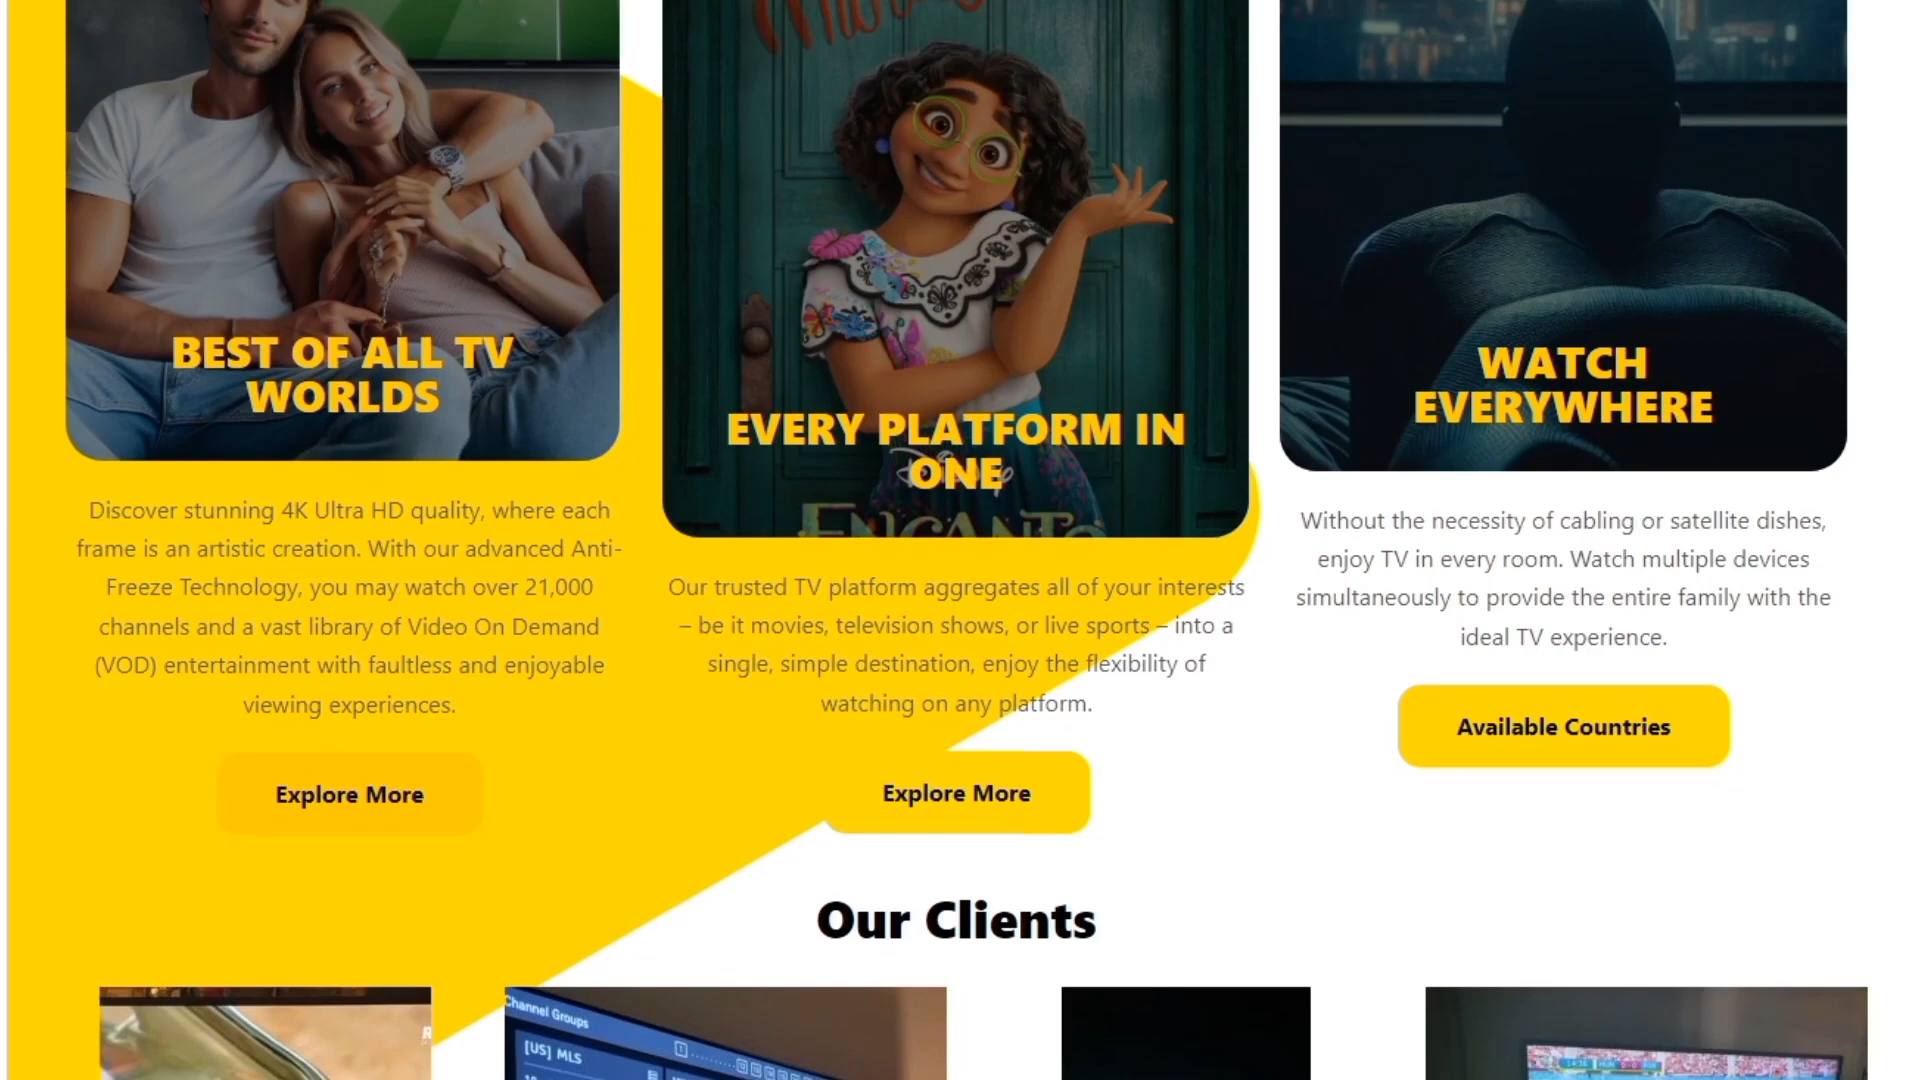 BEST OF ALL TV
WORLDS
Discover stunning 4K Ultra HD quality, where each
frame is an artistic creation. With our advanced Anti-
Freeze Technology, you may watch over 21,000
channels and a vast library of Video On Demand
(VOD) entertainment with faultless and enjoyable
viewing experiences.
Explore More
EVERY PLATFORM IN
ONE
Disney
ENCANTO
Our trusted TV platform aggregates all of your interests
– be it movies, television shows, or live sports – into a
single, simple destination, enjoy the flexibility of
watching on any platform.
Explore More
WATCH
EVERYWHERE
Without the necessity of cabling or satellite dishes,
enjoy TV in every room. Watch multiple devices
simultaneously to provide the entire family with the
ideal TV experience.
Available Countries
Our Clients
Channel Groups
[US] MLS